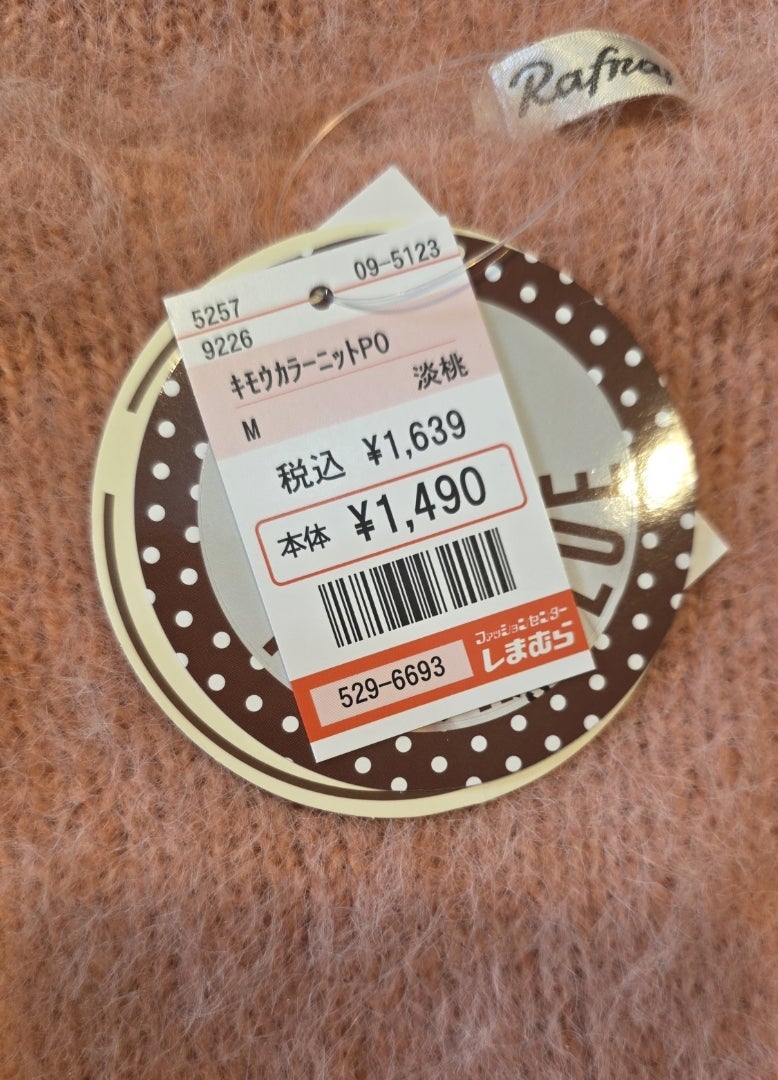 Rafna
09-5123
5257
9226
キモウカラーニットPO
淡桃
M
税込 ¥1,639
本体 ¥1,490
ファッションセンター
しまむら
529-6693